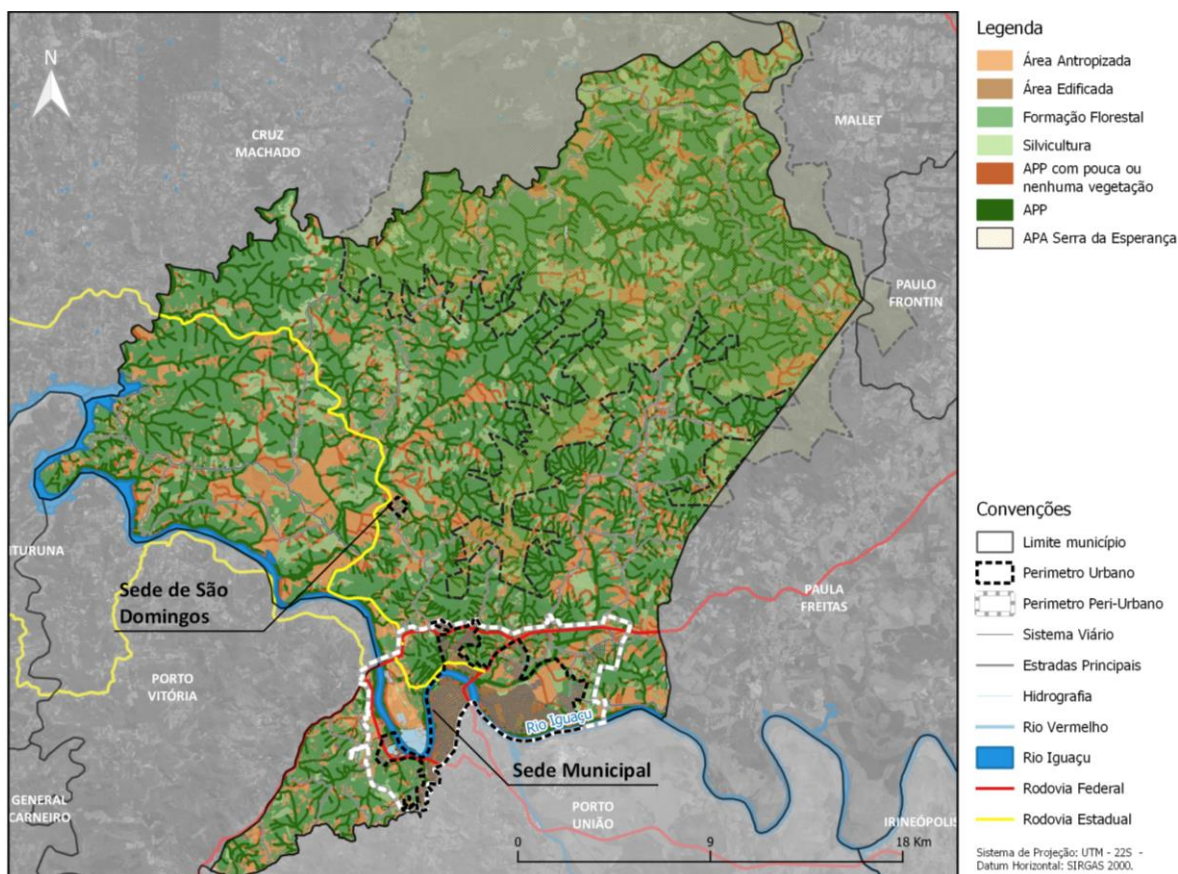 N
CRUZ
MACHADO
MALLET
PAULO
FRONTIN
ITURUNA
Sede de São
Domingos
PAULA
FREITAS
PORTO
VITÓRIA
Rio Iguaçu
Sede Municipal
GENERAL
CARNEIRO
PORTO
UNIÃO
IRINEÓPOLIS
0 9 18 Km
Legenda
Área Antropizada
Área Edificada
Formação Florestal
Silvicultura
APP com pouca ou
nenhuma vegetação
APP
APA Serra da Esperança
Convenções
Limite município
Perimetro Urbano
Perimetro Peri-Urbano
Sistema Viário
Estradas Principais
Hidrografia
Rio Vermelho
Rio Iguaçu
Rodovia Federal
Rodovia Estadual
Sistema de Projeção: UTM - 22S -
Datum Horizontal: SIRGAS 2000.